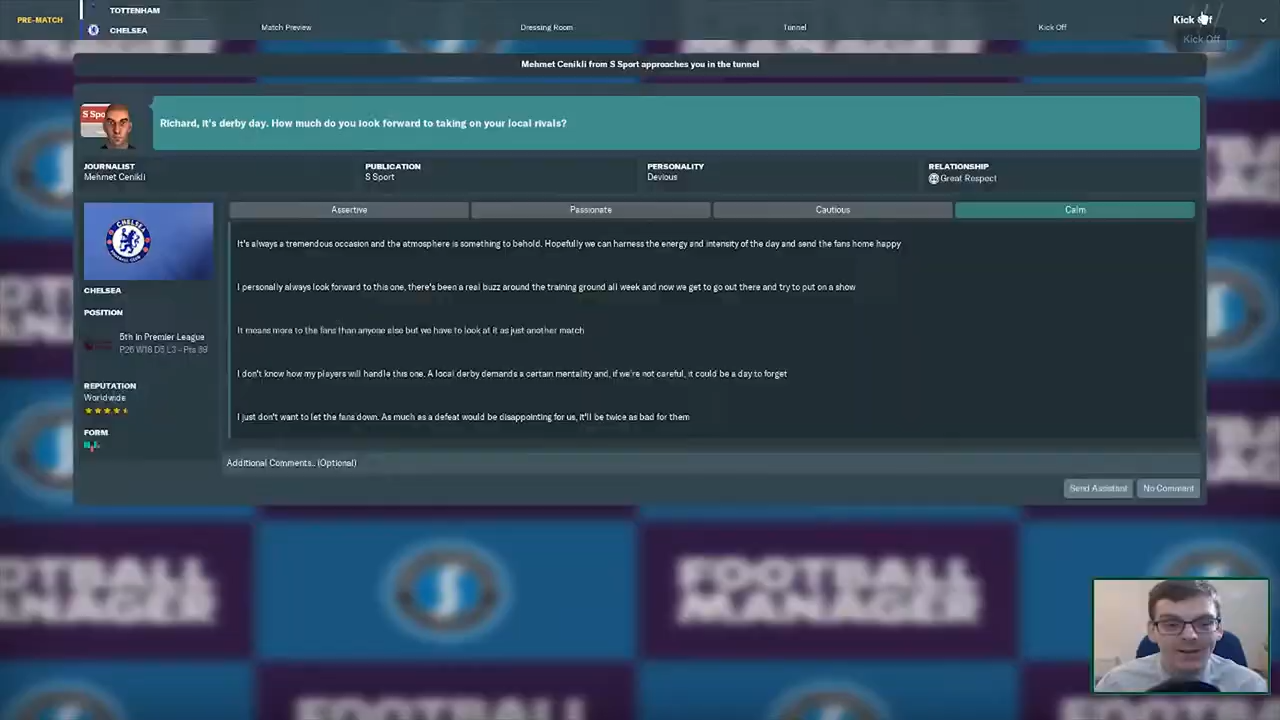 PRE-MATCH
TOTTENHAM
CHELSEA
Match Preview
Dressing Room
Tunnel
Kick Off
Kick Off
Kick Off
Mehmet Cenikli from S Sport approaches you in the tunnel
S Spo
Richard, it's derby day. How much do you look forward to taking on your local rivals?
JOURNALIST
Mehmet Cenikli
PUBLICATION
S Sport
PERSONALITY
Devious
RELATIONSHIP
Great Respect
Assertive
Passionate
Cautious
Calm
It's always a tremendous occasion and the atmosphere is something to behold. Hopefully we can harness the energy and intensity of the day and send the fans home happy
I personally always look forward to this one, there's been a real buzz around the training ground all week and now we get to go out there and try to put on a show
It means more to the fans than anyone else but we have to look at it as just another match
I don't know how my players will handle this one. A local derby demands a certain mentality and, if we're not careful, it could be a day to forget
I just don't want to let the fans down. As much as a defeat would be disappointing for us, it'll be twice as bad for them
CHELSEA
POSITION
5th in Premier League
P26 W18 D5 L3 - Pts 59
REPUTATION
Worldwide
FORM
Additional Comments.. (Optional)
Send Assistant
No Comment
FOOTBALL
MANAGER